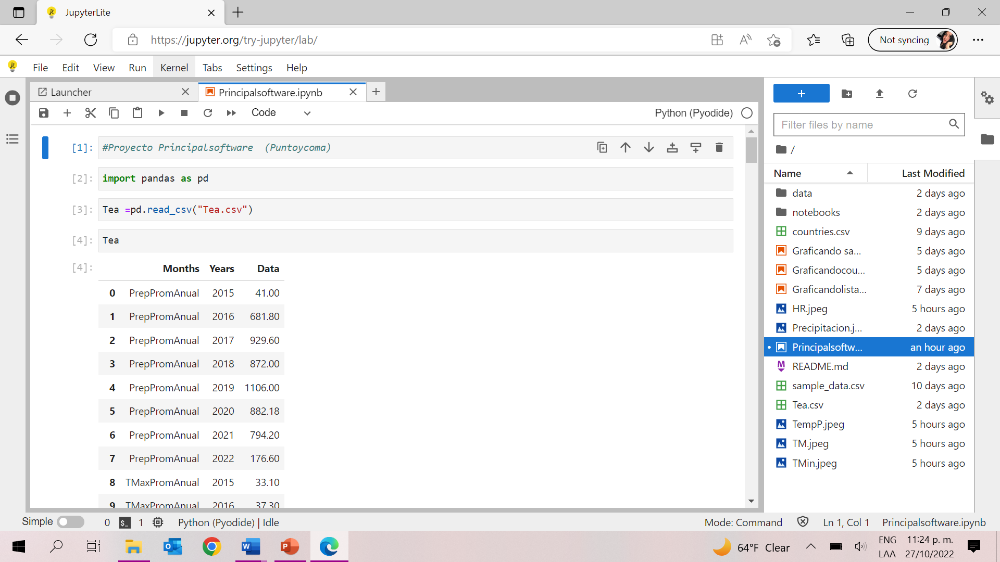 JupyterLite
https://jupyter.org/try-jupyter/lab/
Not syncing
File Edit View Run Kernel Tabs Settings Help
Launcher
Principalsoftware.ipynb
Code
Python (Pyodide)
[1]: #Proyecto Principalsoftware (Puntoycoma)
[2]: import pandas as pd
[3]: Tea =pd.read_csv("Tea.csv")
[4]: Tea
[4]: Months Years Data
0 PrepPromAnual 2015 41.00
1 PrepPromAnual 2016 681.80
2 PrepPromAnual 2017 929.60
3 PrepPromAnual 2018 872.00
4 PrepPromAnual 2019 1106.00
5 PrepPromAnual 2020 882.18
6 PrepPromAnual 2021 794.20
7 PrepPromAnual 2022 176.60
8 TMaxPromAnual 2015 33.10
9 TMaxPromAnual 2016 37.30
Filter files by name
/
Name Last Modified
data 2 days ago
notebooks 2 days ago
countries.csv 9 days ago
Graficando sa... 5 days ago
Graficandocou... 5 days ago
Graficandolista... 7 days ago
HR.jpeg 5 hours ago
Precipitacion.j... 2 days ago
Principalsoftw... an hour ago
README.md 2 days ago
sample_data.csv 10 days ago
Tea.csv 2 days ago
TempP.jpeg 5 hours ago
TM.jpeg 5 hours ago
TMin.jpeg 5 hours ago
Simple 0 $_ 1 Python (Pyodide) | Idle Mode: Command Ln 1, Col 1 Principalsoftware.ipynb
64°F Clear
ENG
LAA
11:24 p. m.
27/10/2022